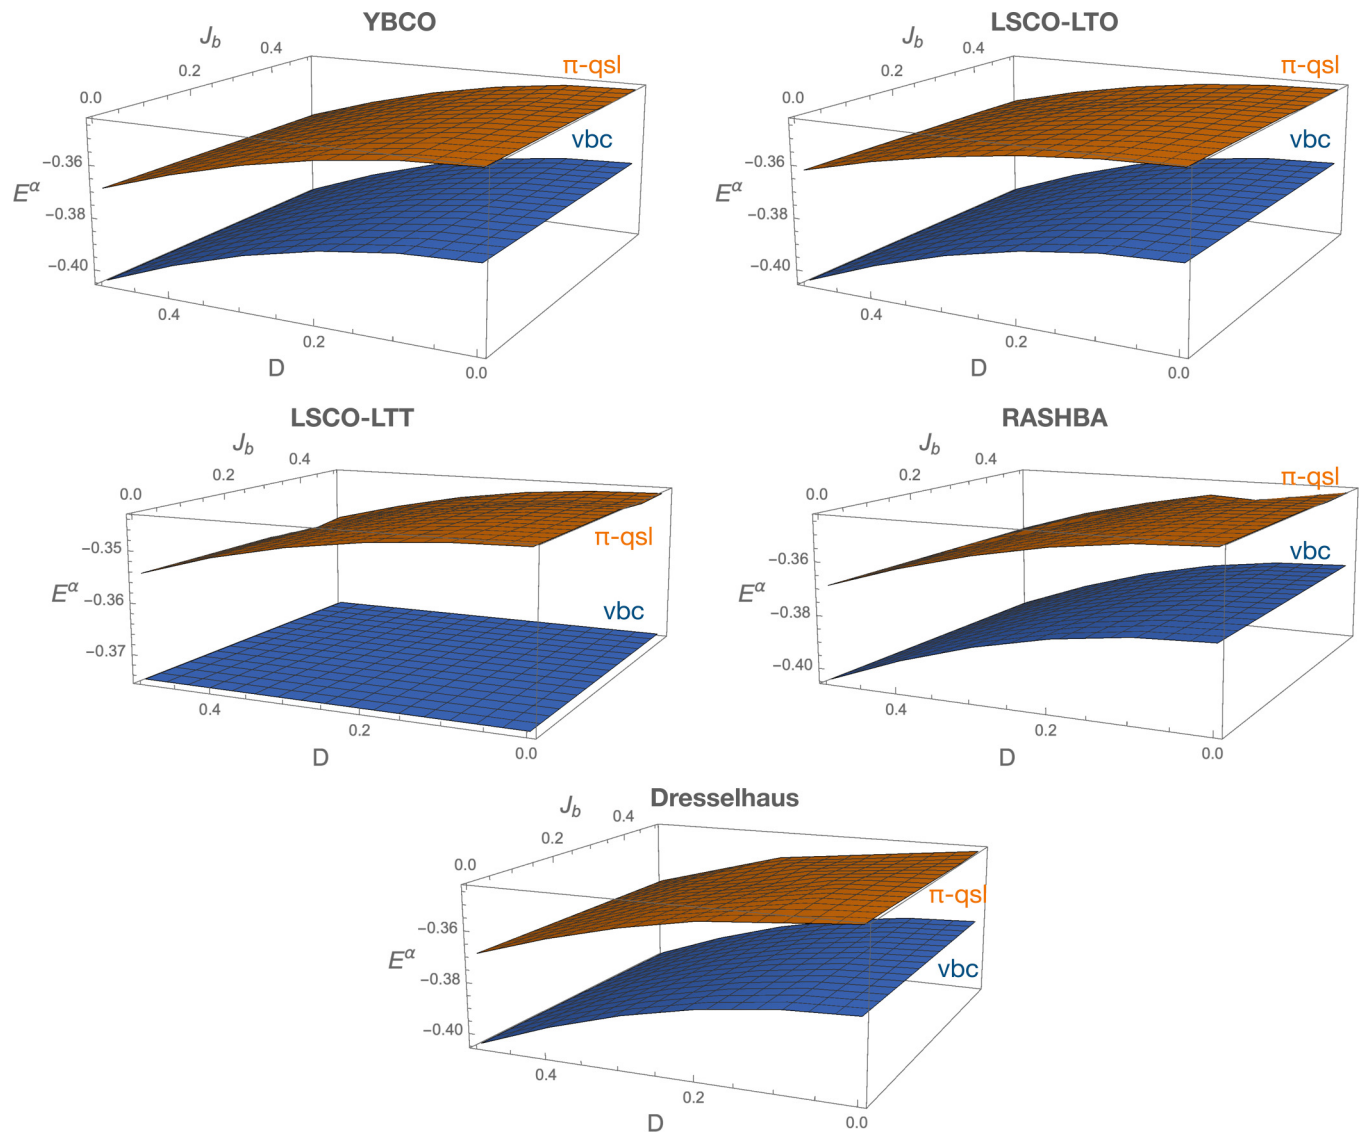 YBCO
J_b
0.4
0.2
0.0
π-qsl
vbc
−0.36
E^α
−0.38
−0.40
0.4
0.2
0.0
D
LSCO-LTO
J_b
0.4
0.2
0.0
π-qsl
vbc
−0.36
E^α
−0.38
−0.40
0.4
0.2
0.0
D
LSCO-LTT
J_b
0.4
0.2
0.0
π-qsl
vbc
−0.35
E^α
−0.36
−0.37
0.4
0.2
0.0
D
RASHBA
J_b
0.4
0.2
0.0
π-qsl
vbc
−0.36
E^α
−0.38
−0.40
0.4
0.2
0.0
D
Dresselhaus
J_b
0.4
0.2
0.0
π-qsl
vbc
−0.36
E^α
−0.38
−0.40
0.4
0.2
0.0
D